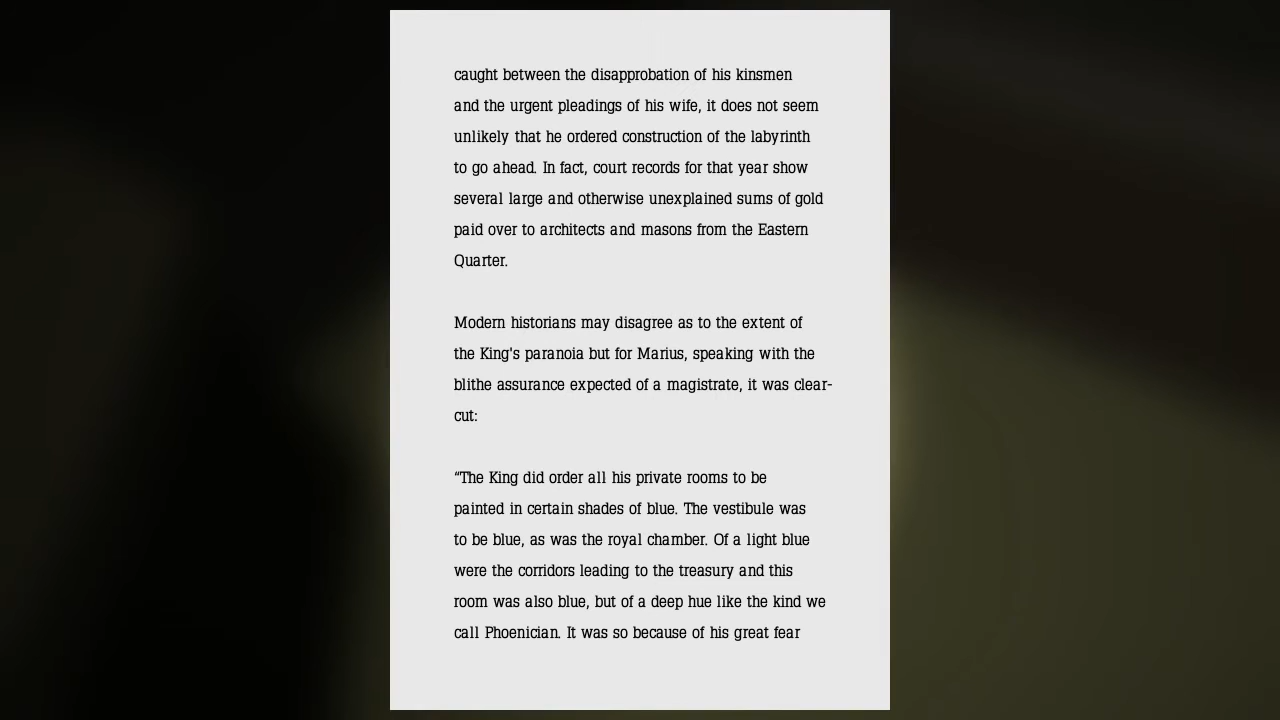 caught between the disapprobation of his kinsmen
and the urgent pleadings of his wife, it does not seem
unlikely that he ordered construction of the labyrinth
to go ahead. In fact, court records for that year show
several large and otherwise unexplained sums of gold
paid over to architects and masons from the Eastern
Quarter.
Modern historians may disagree as to the extent of
the King's paranoia but for Marius, speaking with the
blithe assurance expected of a magistrate, it was clear-
cut:
“The King did order all his private rooms to be
painted in certain shades of blue. The vestibule was
to be blue, as was the royal chamber. Of a light blue
were the corridors leading to the treasury and this
room was also blue, but of a deep hue like the kind we
call Phoenician. It was so because of his great fear